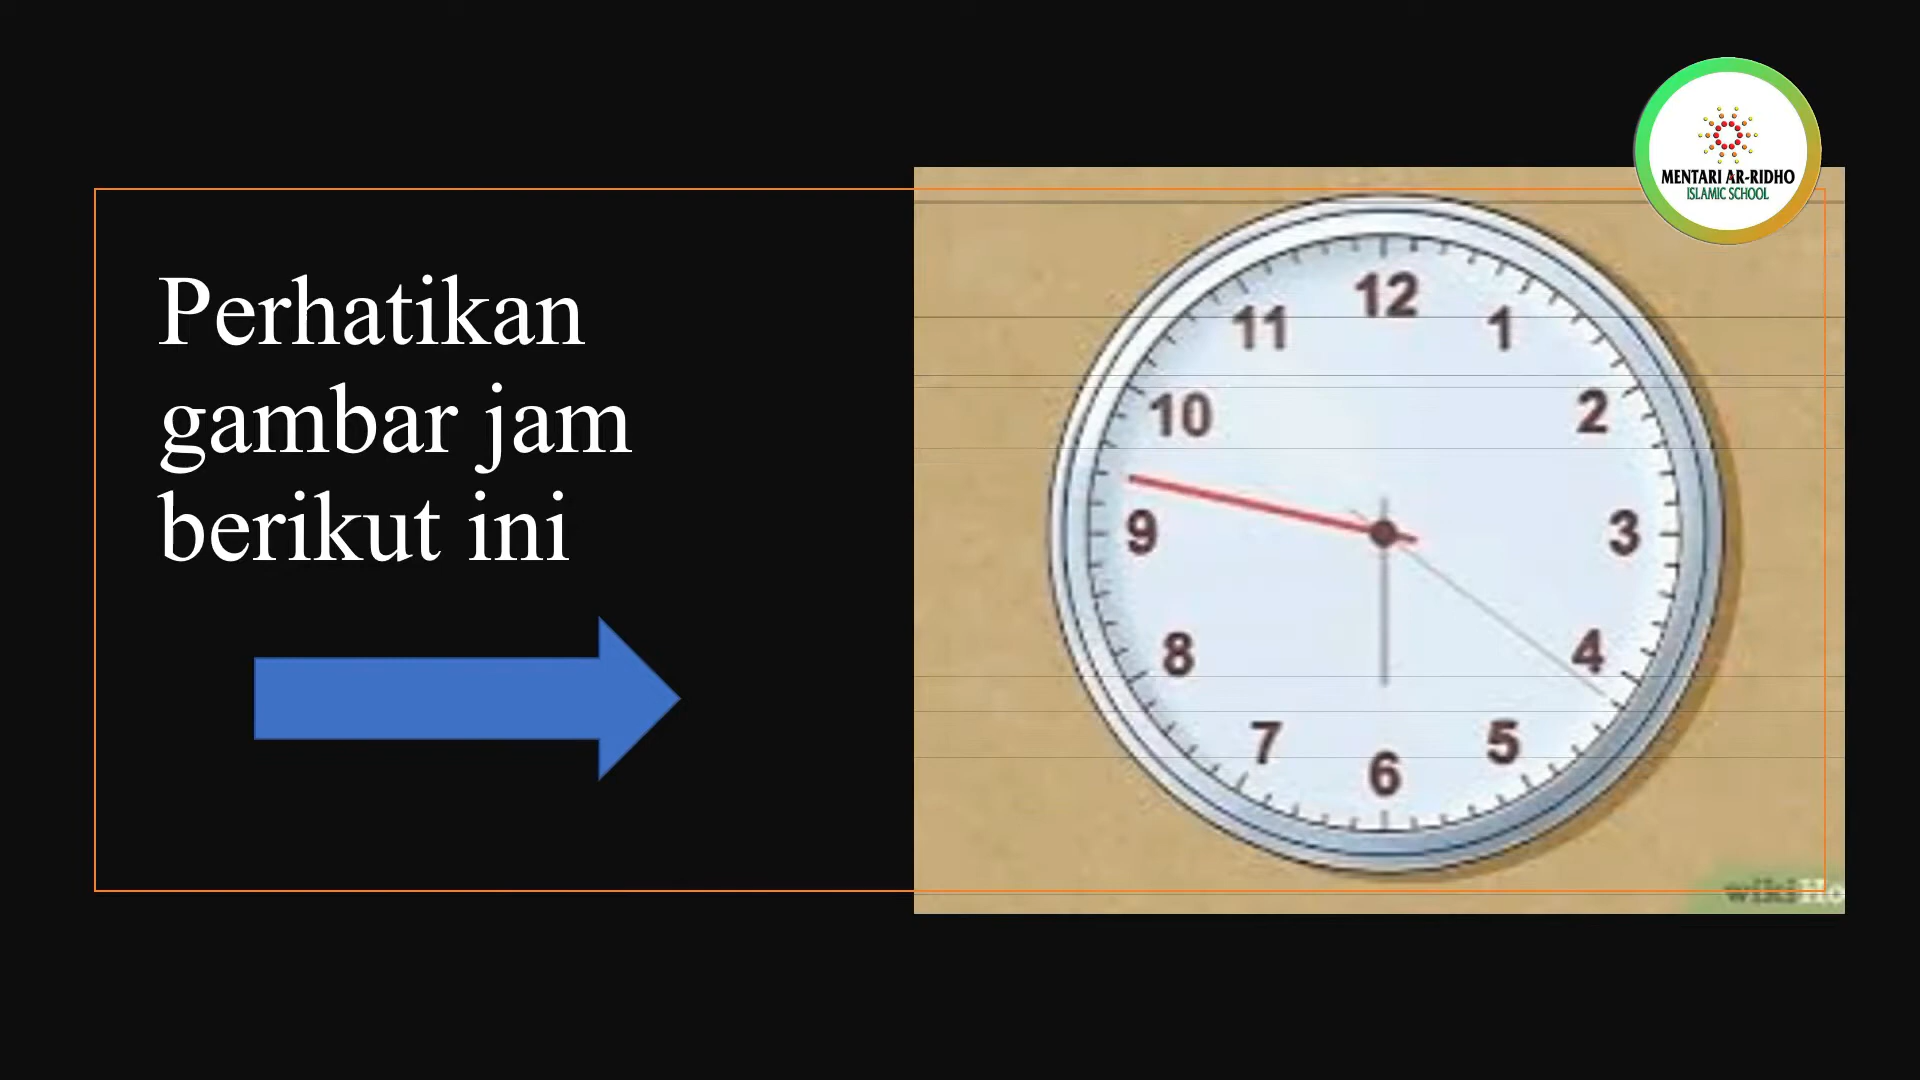 MENTARI AR-RIDHO
ISLAMIC SCHOOL
Perhatikan
gambar jam
berikut ini
12
11
1
10
2
9
3
8
4
7
5
6
wikiHo